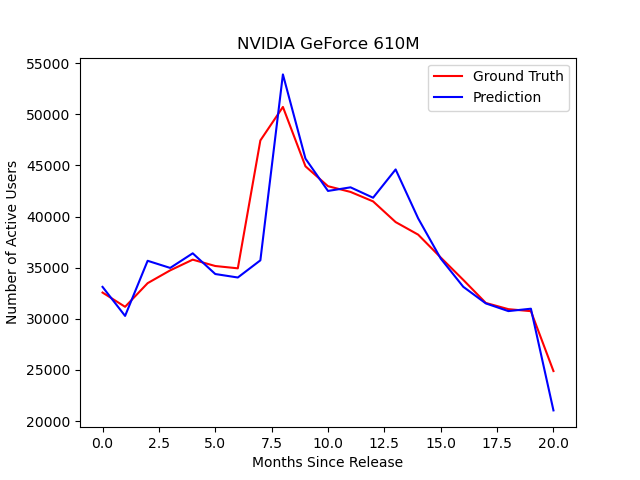 NVIDIA GeForce 610M
Ground Truth
Prediction
Number of Active Users
55000
50000
45000
40000
35000
30000
25000
20000
0.0 2.5 5.0 7.5 10.0 12.5 15.0 17.5 20.0
Months Since Release